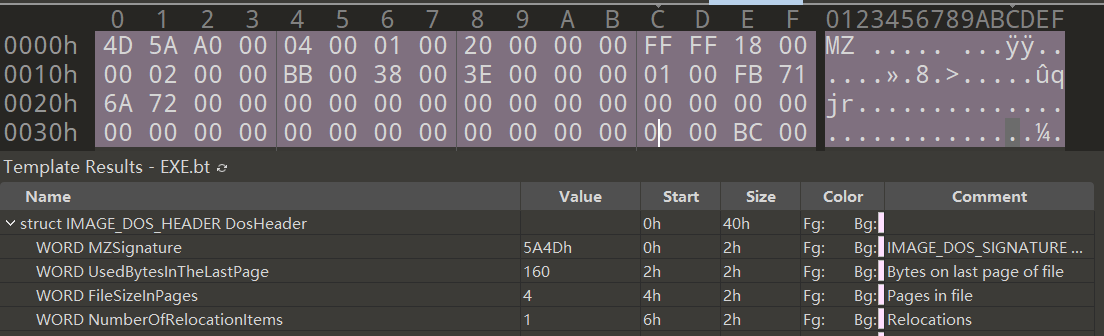 0 1 2 3 4 5 6 7 8 9 A B C D E F 0123456789ABCDEF
0000h 4D 5A A0 00 04 00 01 00 20 00 00 00 FF FF 18 00 MZ ..... ...ÿÿ..
0010h 00 02 00 00 BB 00 38 00 3E 00 00 00 01 00 FB 71 ....».8.>.....ûq
0020h 6A 72 00 00 00 00 00 00 00 00 00 00 00 00 00 00 jr..............
0030h 00 00 00 00 00 00 00 00 00 00 00 00 00 00 BC 00 ..............¼.
Template Results - EXE.bt
Name Value Start Size Color Comment
struct IMAGE_DOS_HEADER DosHeader 0h 40h Fg: Bg:
WORD MZSignature 5A4Dh 0h 2h Fg: Bg: IMAGE_DOS_SIGNATURE ...
WORD UsedBytesInTheLastPage 160 2h 2h Fg: Bg: Bytes on last page of file
WORD FileSizeInPages 4 4h 2h Fg: Bg: Pages in file
WORD NumberOfRelocationItems 1 6h 2h Fg: Bg: Relocations